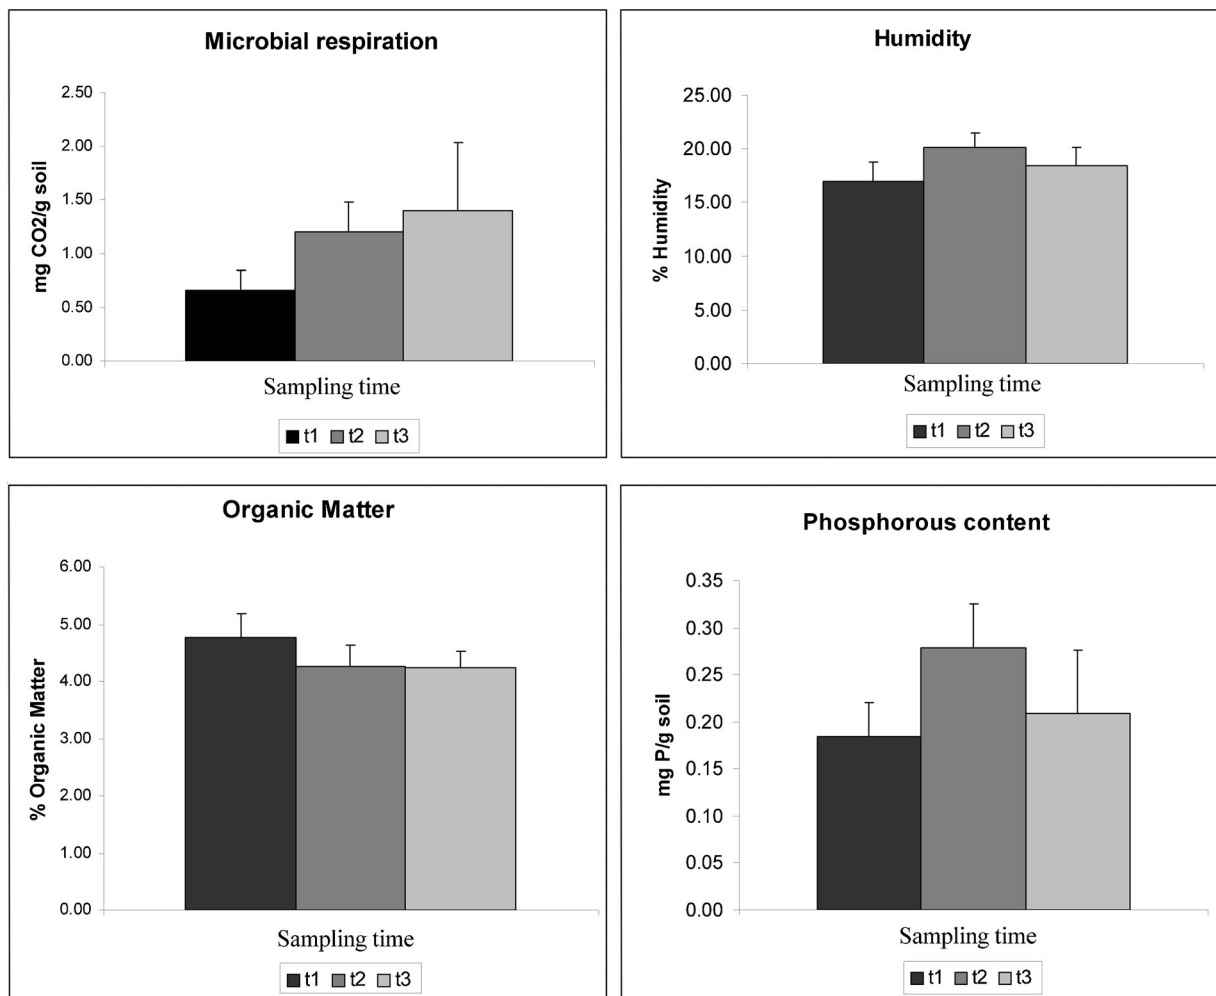 Microbial respiration
mg CO2/g soil
2.50
2.00
1.50
1.00
0.50
0.00
Sampling time
t1 t2 t3
Humidity
% Humidity
25.00
20.00
15.00
10.00
5.00
0.00
Sampling time
t1 t2 t3
Organic Matter
% Organic Matter
6.00
5.00
4.00
3.00
2.00
1.00
0.00
Sampling time
t1 t2 t3
Phosphorous content
mg P/g soil
0.35
0.30
0.25
0.20
0.15
0.10
0.05
0.00
Sampling time
t1 t2 t3